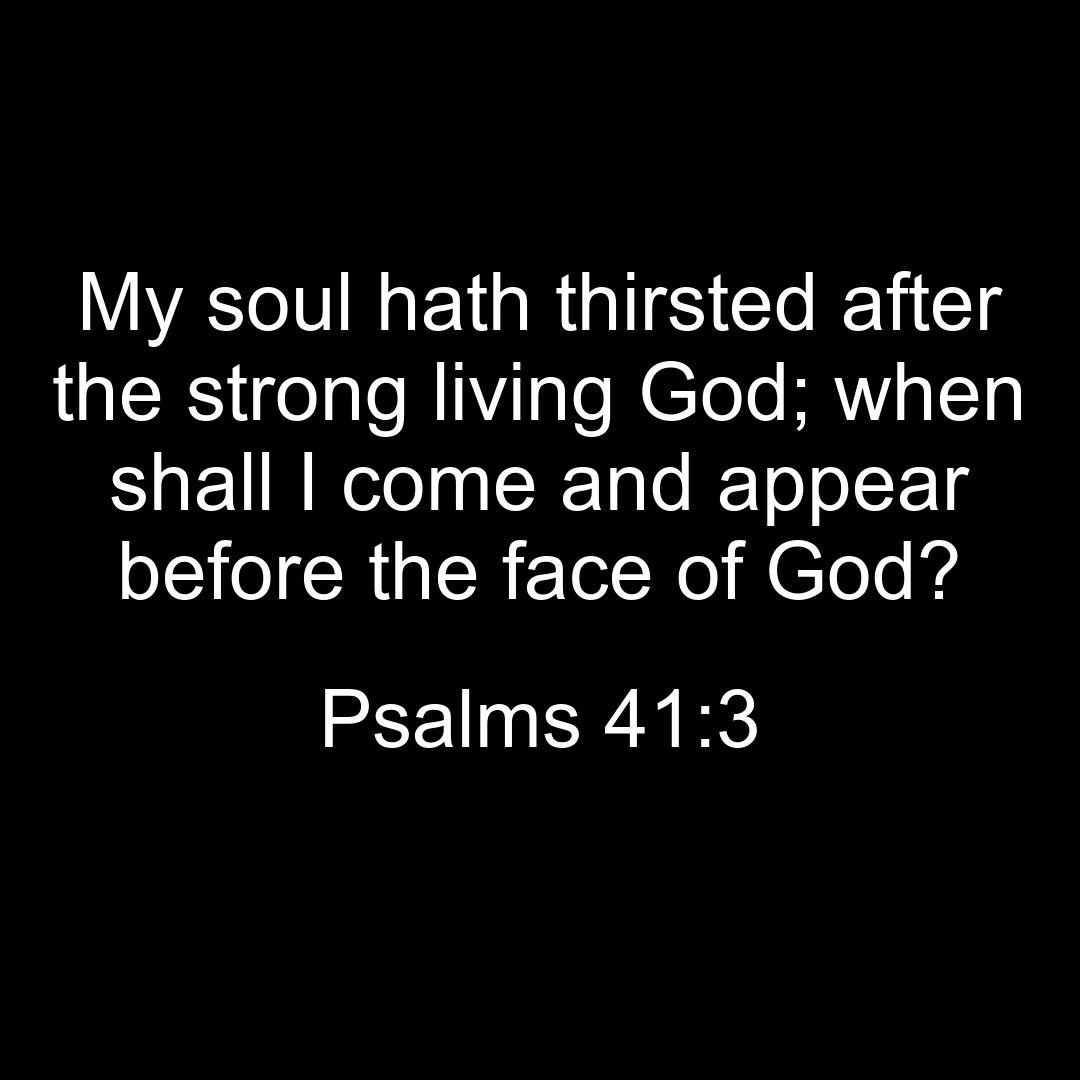 My soul hath thirsted after
the strong living God; when
shall I come and appear
before the face of God?
Psalms 41:3